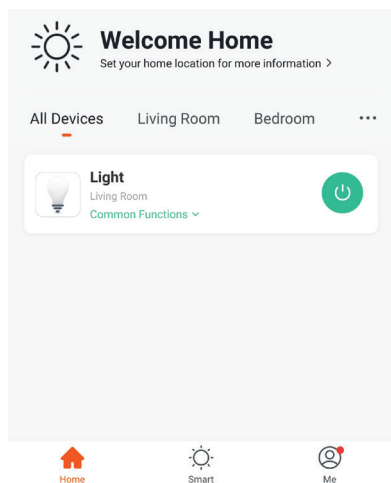 Welcome Home
Set your home location for more information >
All Devices Living Room Bedroom
Light
Living Room
Common Functions
Home Smart Me